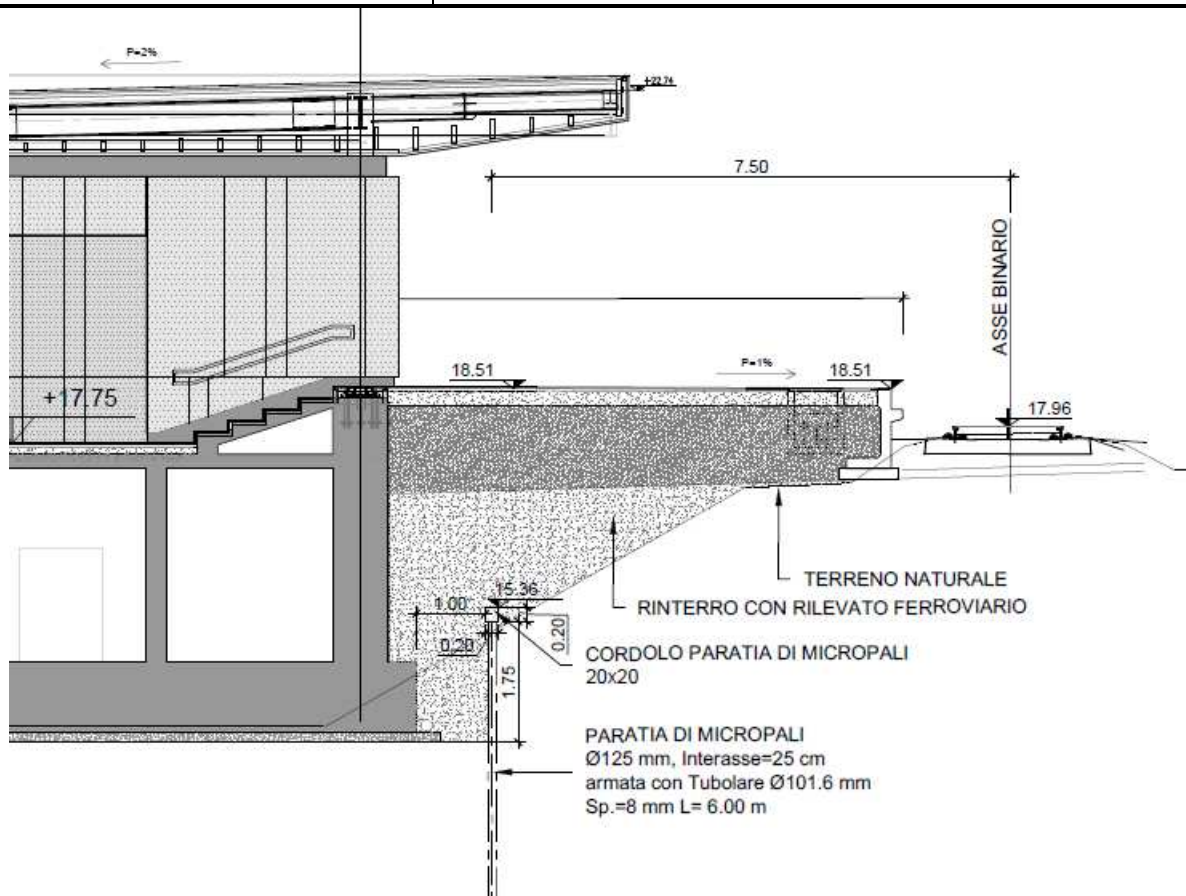 P=2%
+22.76
7.50
ASSE BINARIO
18.51
P=1%
18.51
+17.75
17.96
TERRENO NATURALE
RINTERRO CON RILEVATO FERROVIARIO
15.36
1.00
0.20
0.20
1.75
CORDOLO PARATIA DI MICROPALI
20x20
PARATIA DI MICROPALI
Ø125 mm, Interasse=25 cm
armata con Tubolare Ø101.6 mm
Sp.=8 mm L= 6.00 m